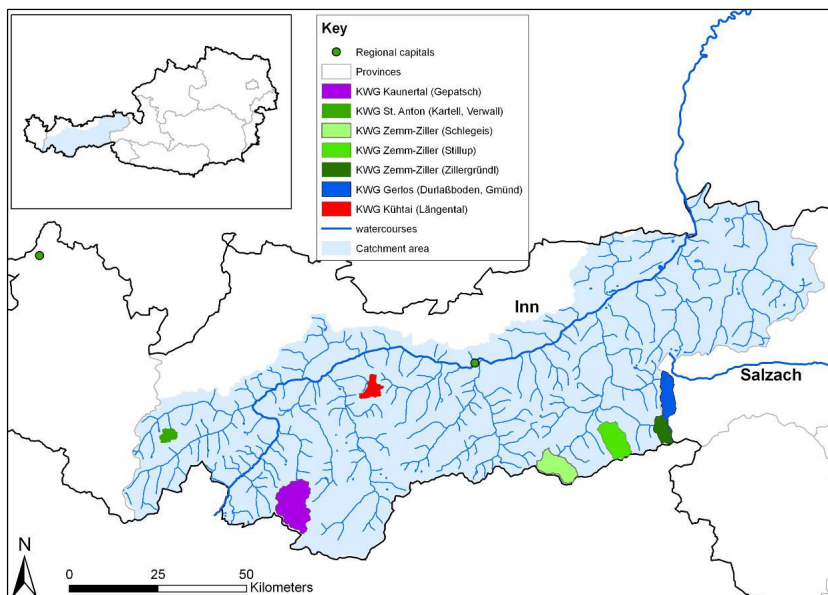 Key
Regional capitals
Provinces
KWG Kaunertal (Gepatsch)
KWG St. Anton (Kartell, Verwall)
KWG Zemm-Ziller (Schlegeis)
KWG Zemm-Ziller (Stillup)
KWG Zemm-Ziller (Zillergründl)
KWG Gerlos (Durlaßboden, Gmünd)
KWG Kühtai (Längental)
watercourses
Catchment area
Inn
Salzach
N
0 25 50
Kilometers